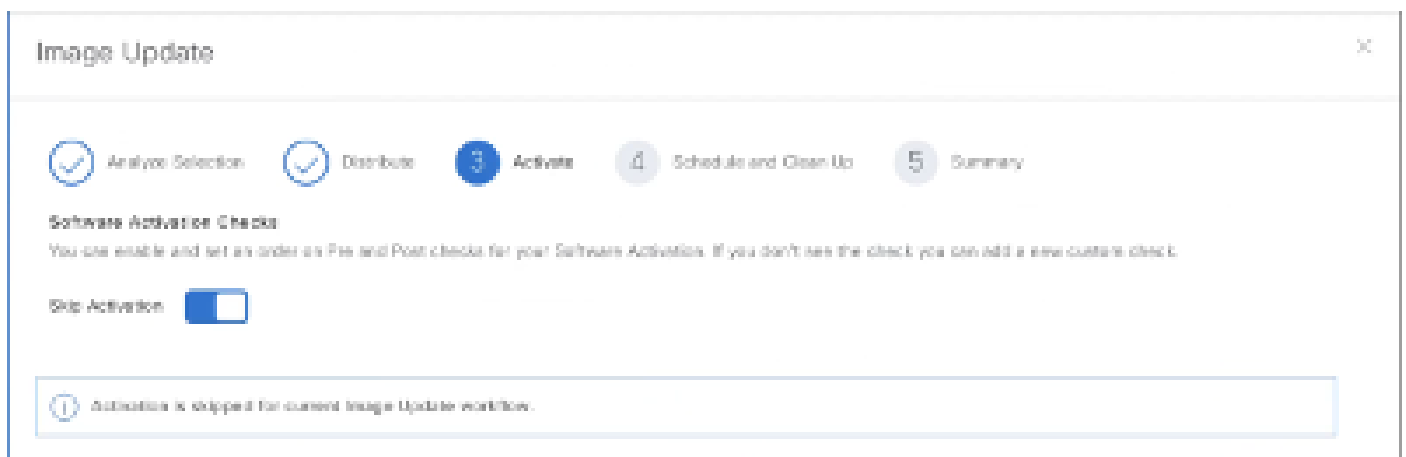 Image Update
Analyze Selection
Distribute
3 Activate
4 Schedule and Clean Up
5 Summary
Software Activation Checks
You can enable and set an order on Pre and Post checks for your Software Activation. If you don't see the check you can add a new custom check.
Skip Activation
Activation is skipped for current Image Update workflow.